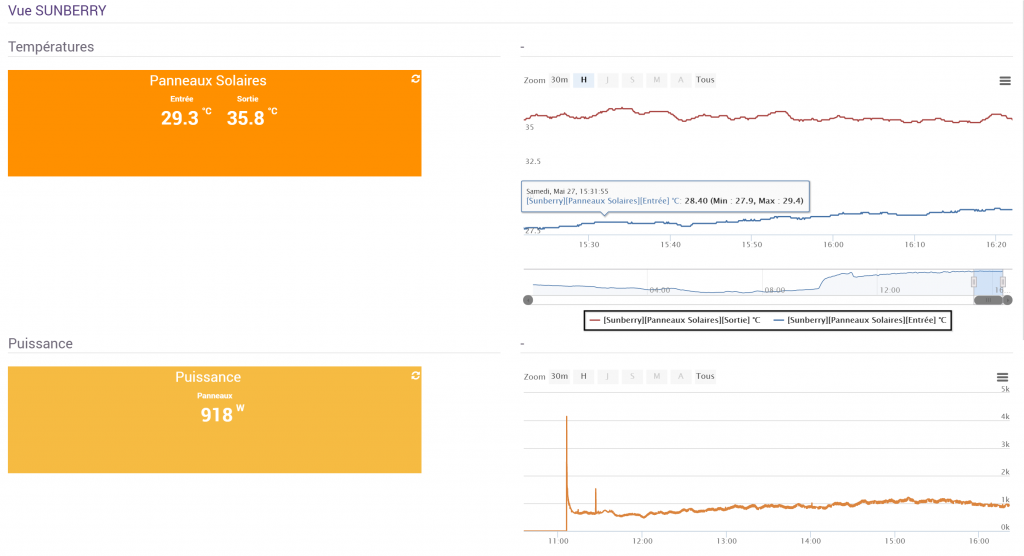 Vue SUNBERRY
Températures
-
Panneaux Solaires
Entrée Sortie
29.3 °C 35.8 °C
Zoom 30m H J S M A Tous
35
32.5
Samedi, Mai 27, 15:31:55
[Sunberry][Panneaux Solaires][Entrée] °C: 28.40 (Min : 27.9, Max : 29.4)
15:30 15:40 15:50 16:00 16:10 16:20
04:00 08:00 12:00
[Sunberry][Panneaux Solaires][Sortie] °C [Sunberry][Panneaux Solaires][Entrée] °C
Puissance
-
Puissance
Panneaux
918 W
Zoom 30m H J S M A Tous
5k
4k
3k
2k
1k
0k
11:00 12:00 13:00 14:00 15:00 16:00